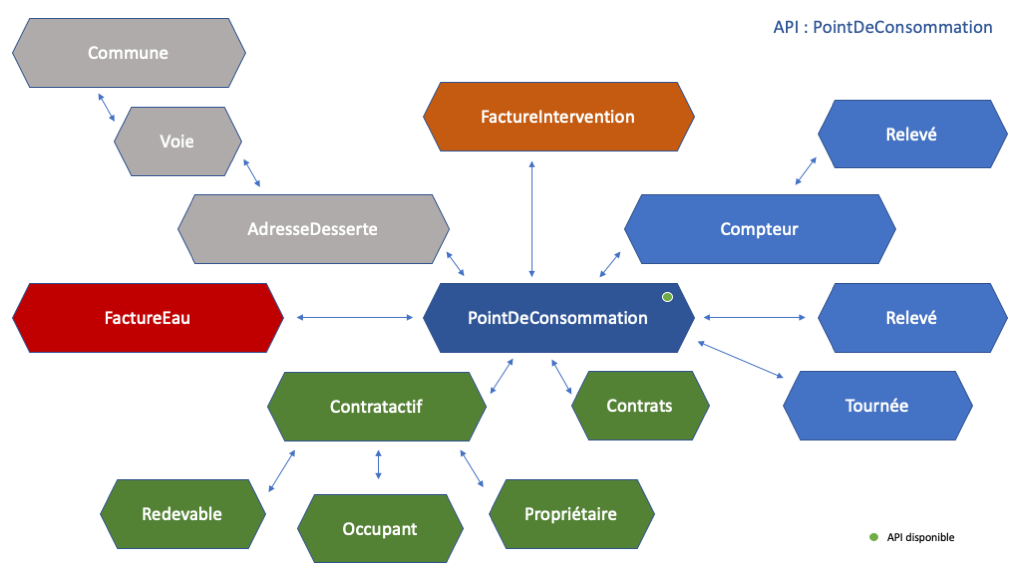 API : PointDeConsommation
Commune
FactureIntervention
Relevé
Voie
AdresseDesserte
Compteur
FactureEau
PointDeConsommation
Relevé
Contratactif
Contrats
Tournée
Redevable
Occupant
Propriétaire
API disponible